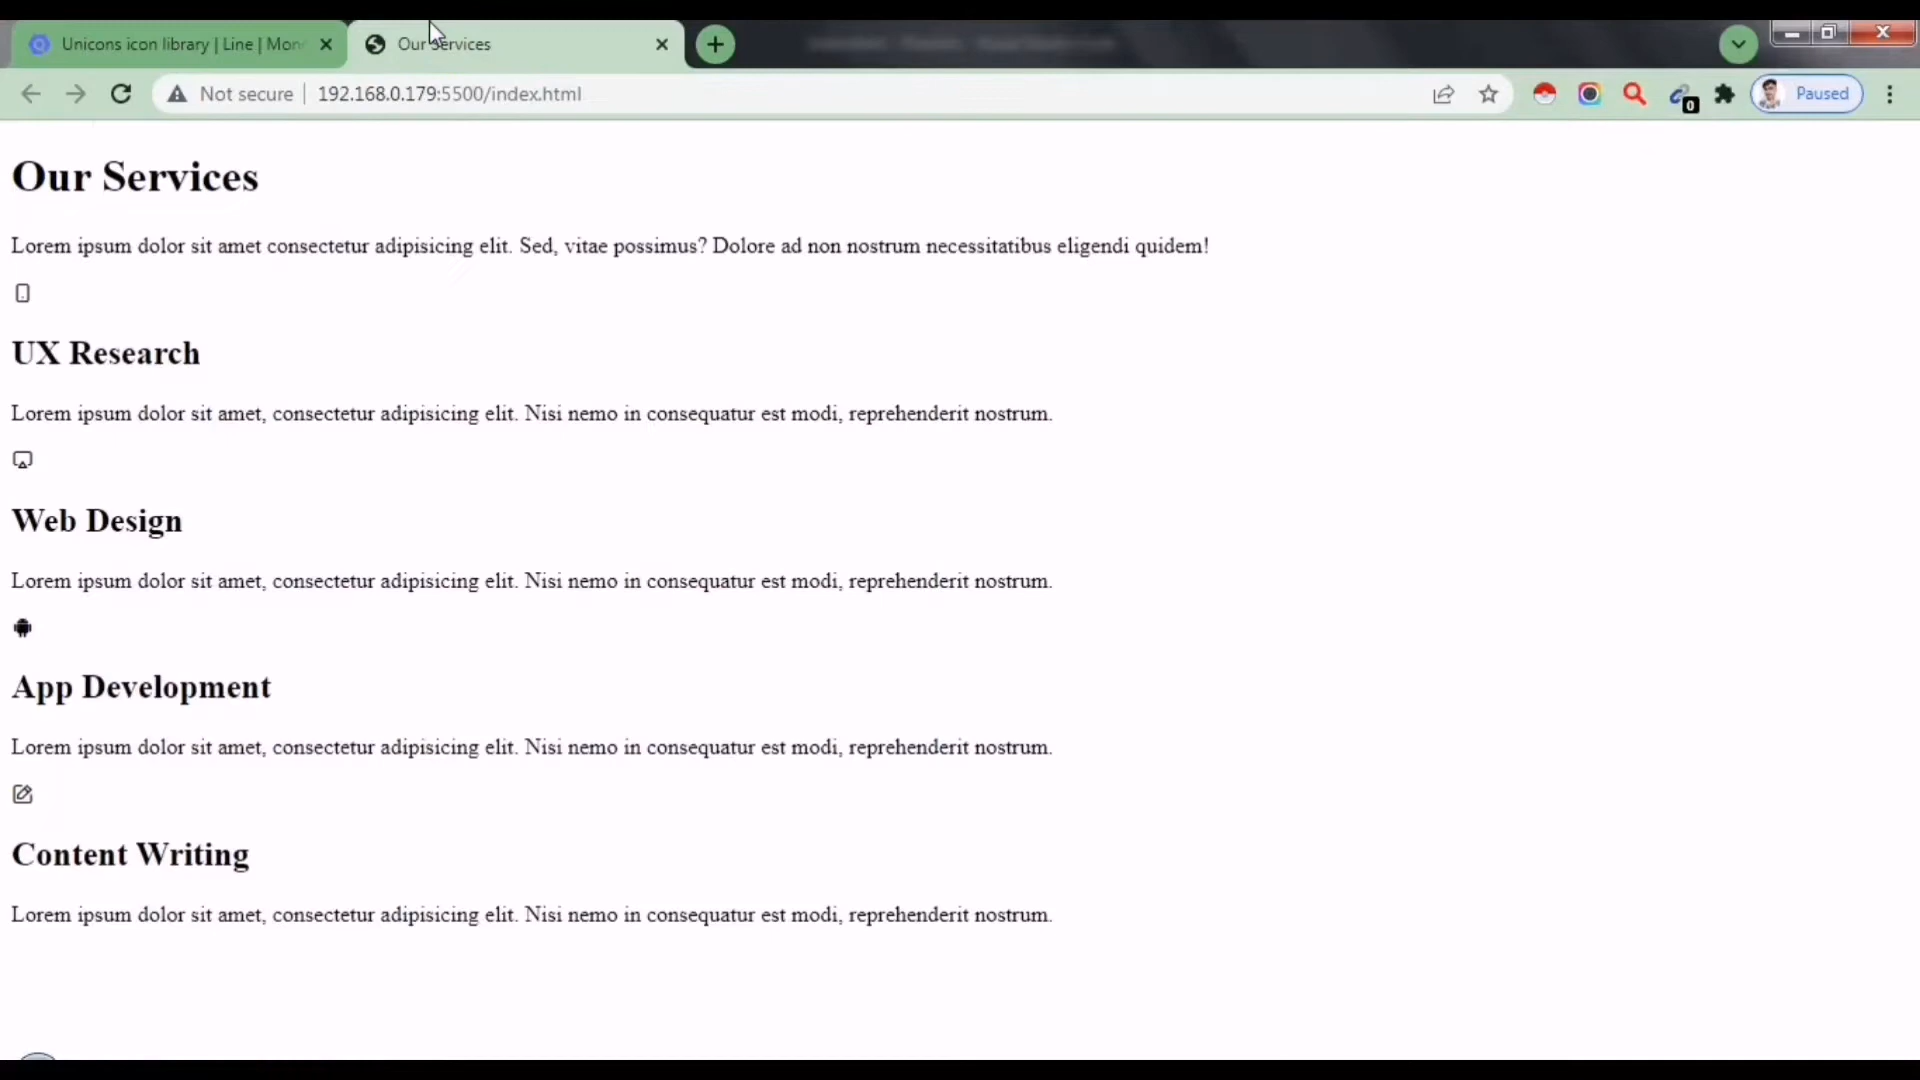 Unicons icon library | Line | Mon
Our Services
Not secure
192.168.0.179:5500/index.html
0
Paused
Our Services
Lorem ipsum dolor sit amet consectetur adipisicing elit. Sed, vitae possimus? Dolore ad non nostrum necessitatibus eligendi quidem!
UX Research
Lorem ipsum dolor sit amet, consectetur adipisicing elit. Nisi nemo in consequatur est modi, reprehenderit nostrum.
Web Design
Lorem ipsum dolor sit amet, consectetur adipisicing elit. Nisi nemo in consequatur est modi, reprehenderit nostrum.
App Development
Lorem ipsum dolor sit amet, consectetur adipisicing elit. Nisi nemo in consequatur est modi, reprehenderit nostrum.
Content Writing
Lorem ipsum dolor sit amet, consectetur adipisicing elit. Nisi nemo in consequatur est modi, reprehenderit nostrum.